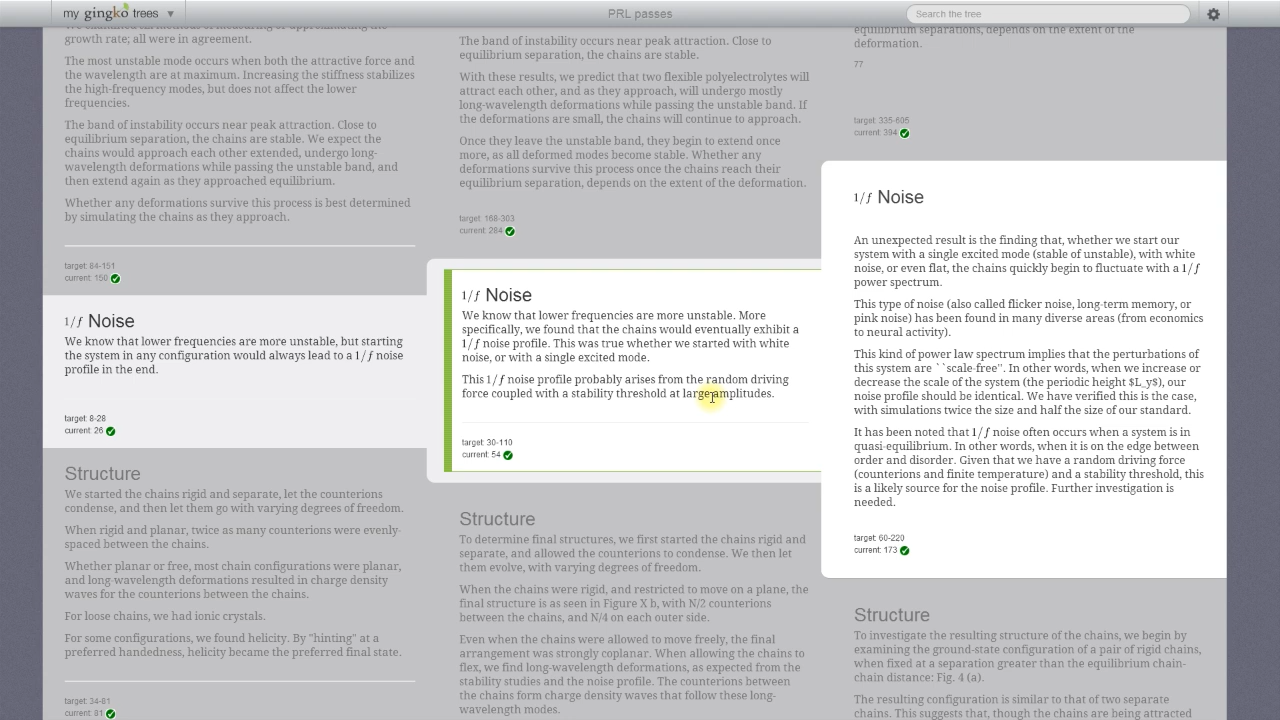 my gingko trees ▼
PRL passes
Search the tree
growth rate; all were in agreement.
The most unstable mode occurs when both the attractive force and
the wavelength are at maximum. Increasing the stiffness stabilizes
the high-frequency modes, but does not affect the lower
frequencies.
The band of instability occurs near peak attraction. Close to
equilibrium separation, the chains are stable. We expect the
chains would approach each other extended, undergo long-
wavelength deformations while passing the unstable band, and
then extend again as they approached equilibrium.
Whether any deformations survive this process is best determined
by simulating the chains as they approach.
target: 84-151
current: 150
1/f Noise
We know that lower frequencies are more unstable, but starting
the system in any configuration would always lead to a 1/f noise
profile in the end.
target: 8-28
current: 26
Structure
We started the chains rigid and separate, let the counterions
condense, and then let them go with varying degrees of freedom.
When rigid and planar, twice as many counterions were evenly-
spaced between the chains.
Whether planar or free, most chain configurations were planar,
and long-wavelength deformations resulted in charge density
waves for the counterions between the chains.
For loose chains, we had ionic crystals.
For some configurations, we found helicity. By "hinting" at a
preferred handedness, helicity became the preferred final state.
target: 34-81
current: 81
The band of instability occurs near peak attraction. Close to
equilibrium separation, the chains are stable.
With these results, we predict that two flexible polyelectrolytes will
attract each other, and as they approach, will undergo mostly
long-wavelength deformations while passing the unstable band. If
the deformations are small, the chains will continue to approach.
Once they leave the unstable band, they begin to extend once
more, as all deformed modes become stable. Whether any
deformations survive this process once the chains reach their
equilibrium separation, depends on the extent of the deformation.
target: 168-303
current: 284
1/f Noise
We know that lower frequencies are more unstable. More
specifically, we found that the chains would eventually exhibit a
1/f noise profile. This was true whether we started with white
noise, or with a single excited mode.
This 1/f noise profile probably arises from the random driving
force coupled with a stability threshold at large amplitudes.
target: 30-110
current: 54
Structure
To determine final structures, we first started the chains rigid and
separate, and allowed the counterions to condense. We then let
them evolve, with varying degrees of freedom.
When the chains were rigid, and restricted to move on a plane, the
final structure is as seen in Figure X b, with N/2 counterions
between the chains, and N/4 on each outer side.
Even when the chains were allowed to move freely, the final
arrangement was strongly coplanar. When allowing the chains to
flex, we find long-wavelength deformations, as expected from the
stability studies and the noise profile. The counterions between
the chains form charge density waves that follow these long-
wavelength modes.
equilibrium separations, depends on the extent of the
deformation.
77
target: 335-605
current: 394
1/f Noise
An unexpected result is the finding that, whether we start our
system with a single excited mode (stable of unstable), with white
noise, or even flat, the chains quickly begin to fluctuate with a 1/f
power spectrum.
This type of noise (also called flicker noise, long-term memory, or
pink noise) has been found in many diverse areas (from economics
to neural activity).
This kind of power law spectrum implies that the perturbations of
this system are ``scale-free''. In other words, when we increase or
decrease the scale of the system (the periodic height $L_y$), our
noise profile should be identical. We have verified this is the case,
with simulations twice the size and half the size of our standard.
It has been noted that 1/f noise often occurs when a system is in
quasi-equilibrium. In other words, when it is on the edge between
order and disorder. Given that we have a random driving force
(counterions and finite temperature) and a stability threshold, this
is a likely source for the noise profile. Further investigation is
needed.
target: 60-220
current: 173
Structure
To investigate the resulting structure of the chains, we begin by
examining the ground-state configuration of a pair of rigid chains,
when fixed at a separation greater than the equilibrium chain-
chain distance: Fig. 4 (a).
The resulting configuration is similar to that of two separate
chains. This suggests that, though the chains are being attracted